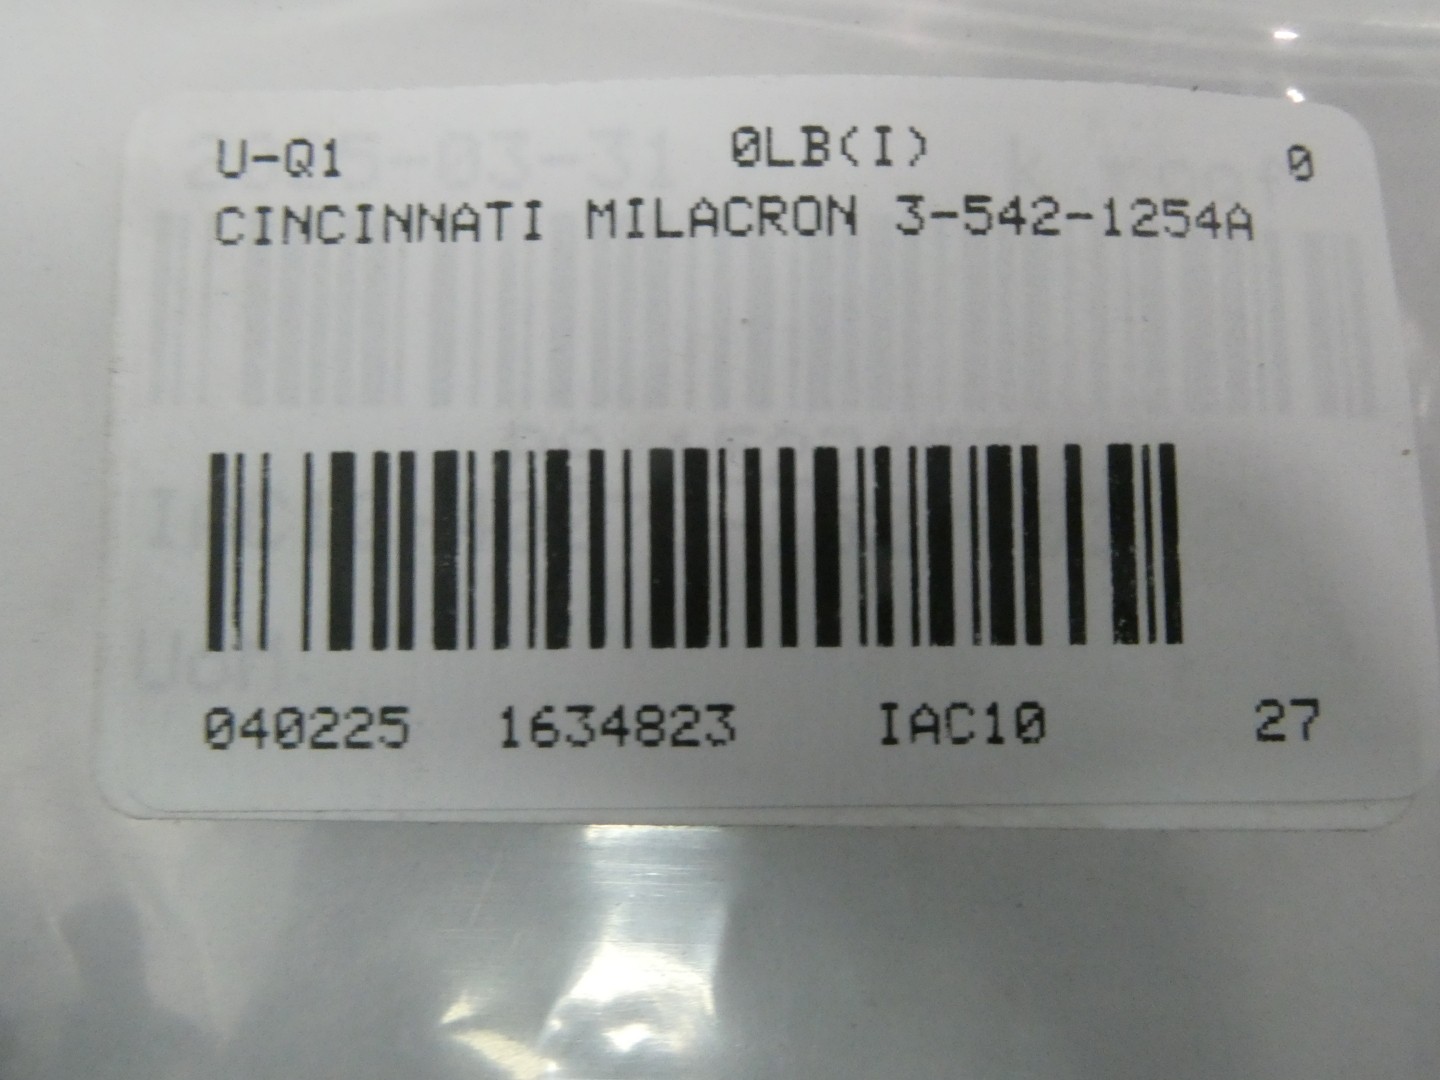 U-Q1 0LB(I) 0
CINCINNATI MILACRON 3-542-1254A
040225 1634823 IAC10 27